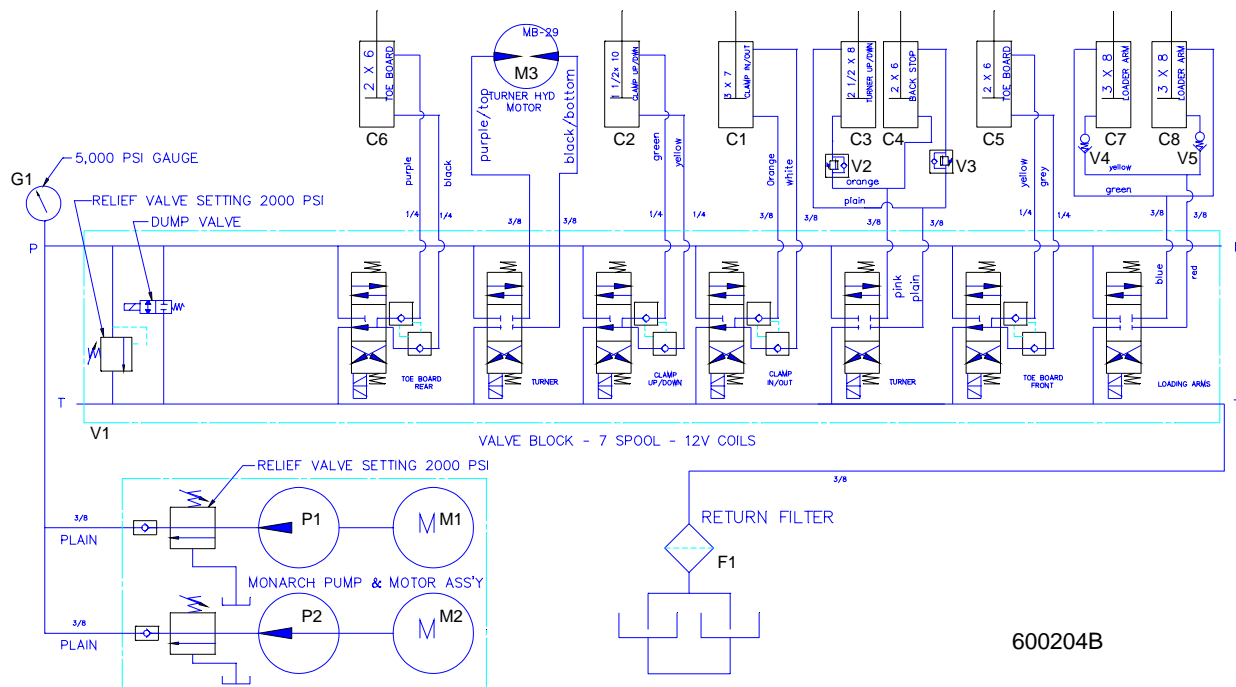 MB-29
2 X 6
TOE BOARD
C6
M3
TURNER HYD
MOTOR
purple/top
black/bottom
1 1/2x 10
CLAMP UP/DWN
C2
3 X 7
CLAMP IN/OUT
C1
2 1/2 X 8
TURNER UP/DWN
C3
2 X 6
BACK STOP
C4
2 X 6
TOE BOARD
C5
3 X 8
LOADER ARM
C7
3 X 8
LOADER ARM
C8
V2
V3
V4
V5
5,000 PSI GAUGE
G1
RELIEF VALVE SETTING 2000 PSI
DUMP VALVE
purple
black
green
yellow
Orange
white
orange
plain
yellow
grey
yellow
green
1/4
1/4
3/8
3/8
1/4
1/4
3/8
3/8
3/8
3/8
1/4
1/4
3/8
3/8
P
pink
plain
blue
red
TOE BOARD
REAR
TURNER
CLAMP
UP/DOWN
CLAMP
IN/OUT
TURNER
TOE BOARD
FRONT
LOADING ARMS
T
V1
VALVE BLOCK - 7 SPOOL - 12V COILS
RELIEF VALVE SETTING 2000 PSI
3/8
3/8
PLAIN
P1
M M1
RETURN FILTER
F1
MONARCH PUMP & MOTOR ASS'Y
3/8
PLAIN
P2
M M2
600204B